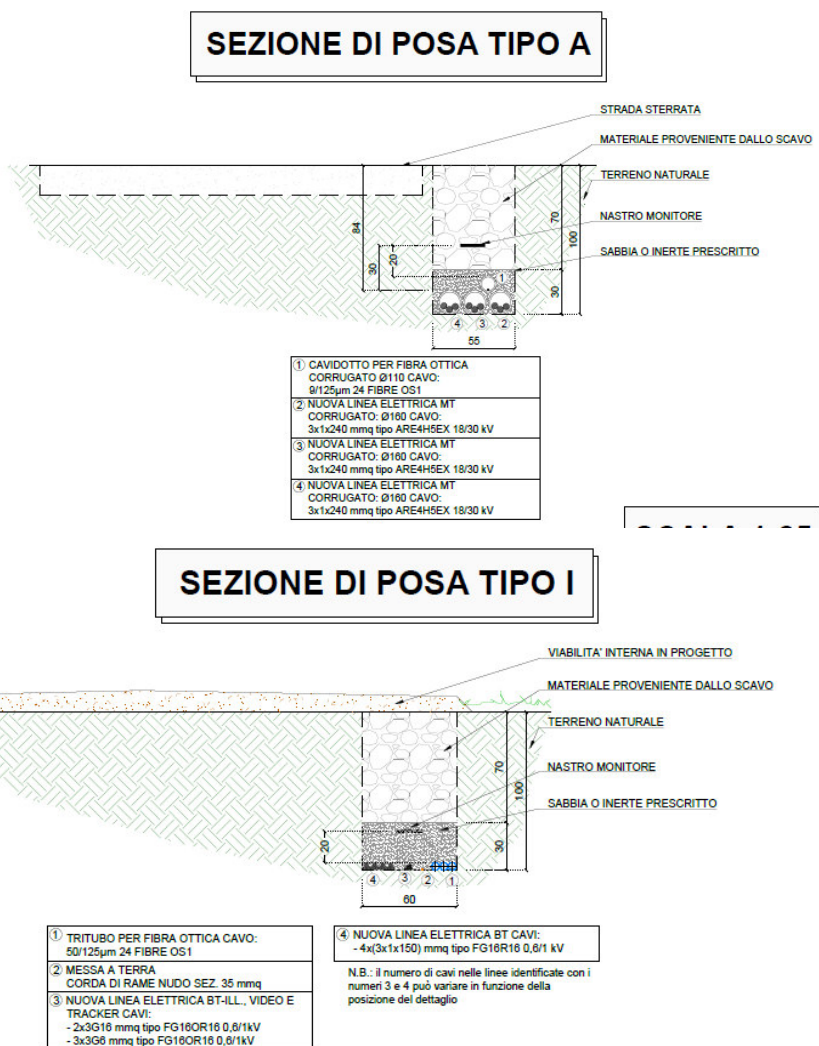 SEZIONE DI POSA TIPO A
STRADA STERRATA
MATERIALE PROVENIENTE DALLO SCAVO
TERRENO NATURALE
NASTRO MONITORE
SABBIA O INERTE PRESCRITTO
84
30
20
70
100
30
1
4 3 2
55
1 CAVIDOTTO PER FIBRA OTTICA
CORRUGATO Ø110 CAVO:
9/125µm 24 FIBRE OS1
2 NUOVA LINEA ELETTRICA MT
CORRUGATO: Ø160 CAVO:
3x1x240 mmq tipo ARE4H5EX 18/30 kV
3 NUOVA LINEA ELETTRICA MT
CORRUGATO: Ø160 CAVO:
3x1x240 mmq tipo ARE4H5EX 18/30 kV
4 NUOVA LINEA ELETTRICA MT
CORRUGATO: Ø160 CAVO:
3x1x240 mmq tipo ARE4H5EX 18/30 kV
SEZIONE DI POSA TIPO I
VIABILITA' INTERNA IN PROGETTO
MATERIALE PROVENIENTE DALLO SCAVO
TERRENO NATURALE
NASTRO MONITORE
SABBIA O INERTE PRESCRITTO
70
100
20
30
4 3 2 1
60
1 TRITUBO PER FIBRA OTTICA CAVO:
50/125µm 24 FIBRE OS1
2 MESSA A TERRA
CORDA DI RAME NUDO SEZ. 35 mmq
3 NUOVA LINEA ELETTRICA BT-ILL., VIDEO E
TRACKER CAVI:
- 2x3G16 mmq tipo FG16OR16 0,6/1kV
- 3x3G6 mmq tipo FG16OR16 0,6/1kV
4 NUOVA LINEA ELETTRICA BT CAVI:
- 4x(3x1x150) mmq tipo FG16R16 0,6/1 kV
N.B.: il numero di cavi nelle linee identificate con i
numeri 3 e 4 può variare in funzione della
posizione del dettaglio